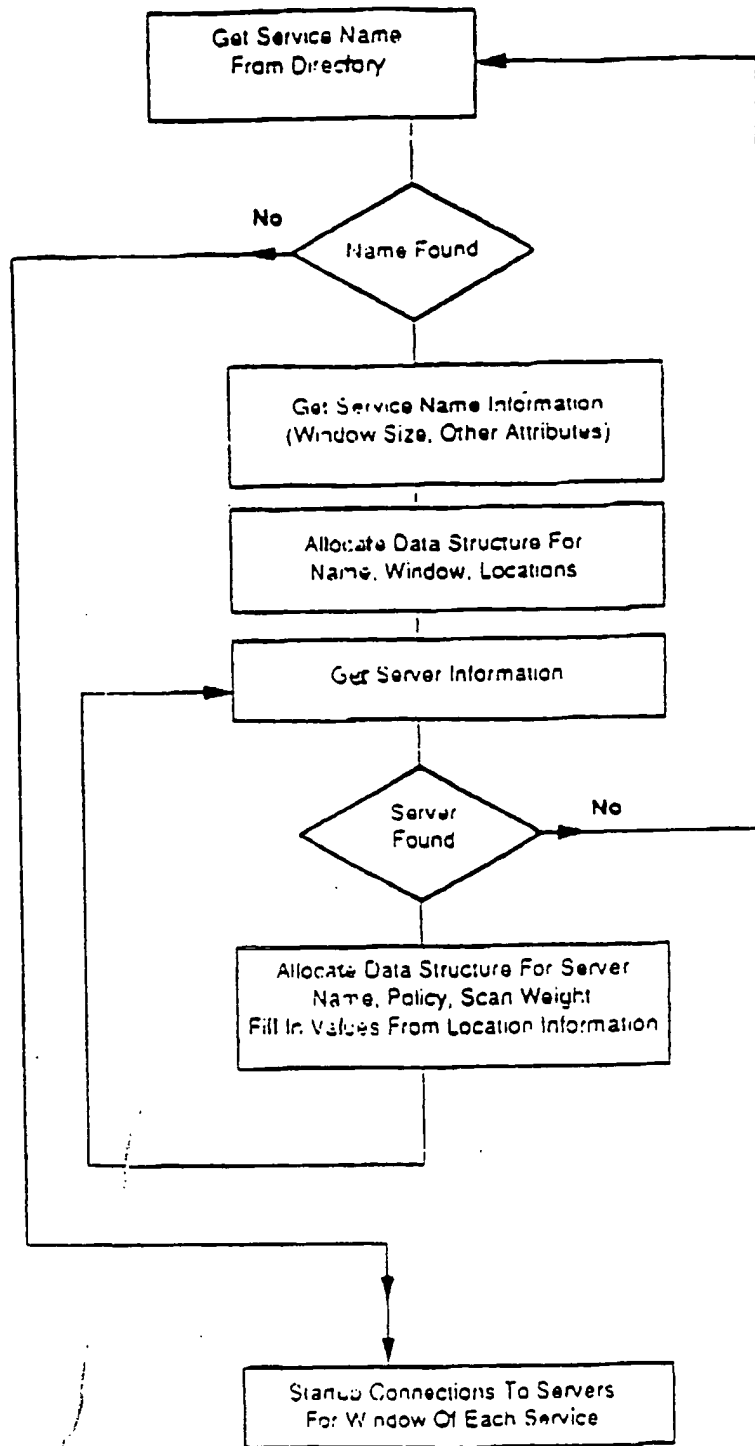 Get Service Name
From Directory
No
Name Found
Get Service Name Information
(Window Size, Other Attributes)
Allocate Data Structure For
Name, Window, Locations
Get Server Information
Server
Found
No
Allocate Data Structure For Server
Name, Policy, Scan Weight
Fill In Values From Location Information
Startup Connections To Servers
For Window Of Each Service